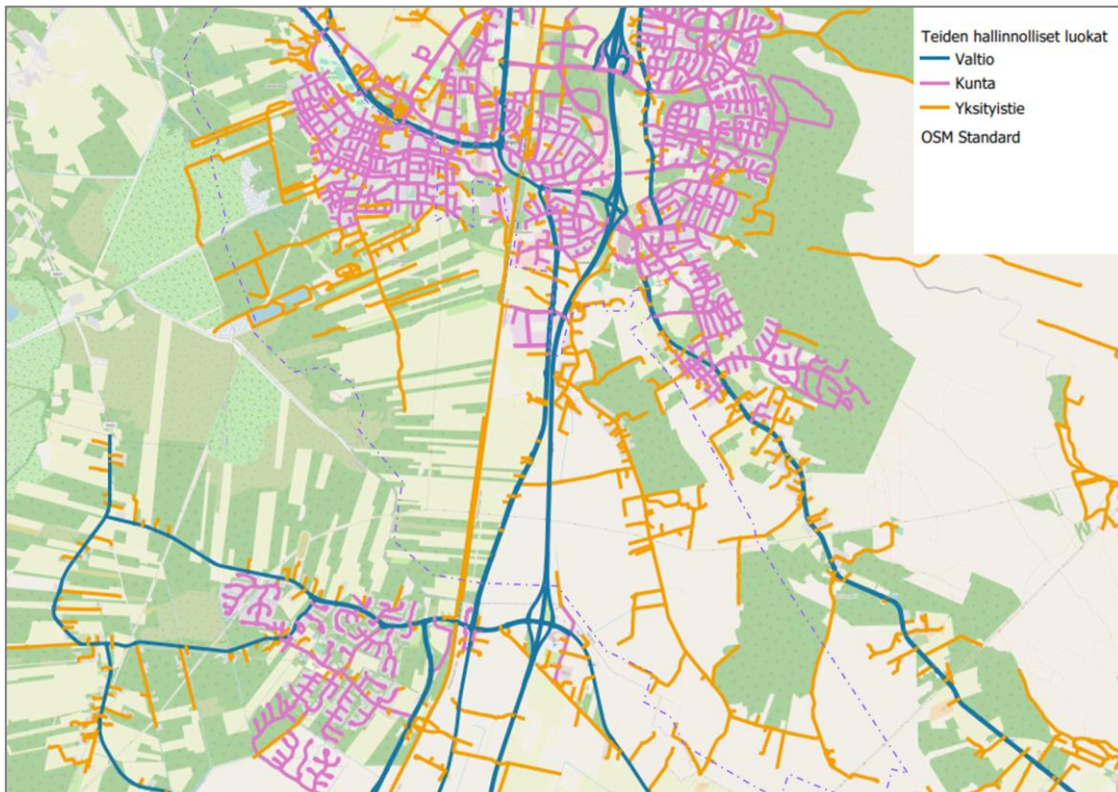 Teiden hallinnolliset luokat
Valtio
Kunta
Yksityistie
OSM Standard